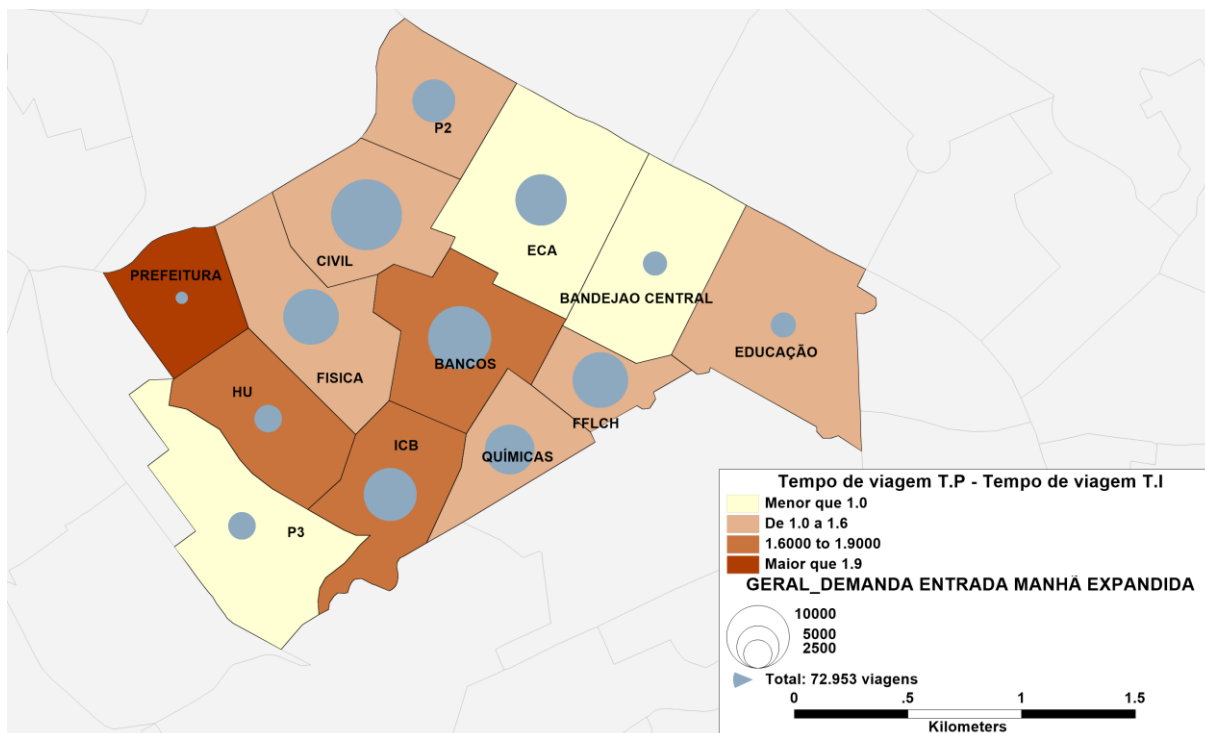 P2
ECA
CIVIL
PREFEITURA
BANDEJAO CENTRAL
EDUCAÇÃO
BANCOS
FISICA
HU
FFLCH
ICB
QUÍMICAS
P3
Tempo de viagem T.P - Tempo de viagem T.I
Menor que 1.0
De 1.0 a 1.6
1.6000 to 1.9000
Maior que 1.9
GERAL_DEMANDA ENTRADA MANHÃ EXPANDIDA
10000
5000
2500
Total: 72.953 viagens
0 .5 1 1.5
Kilometers